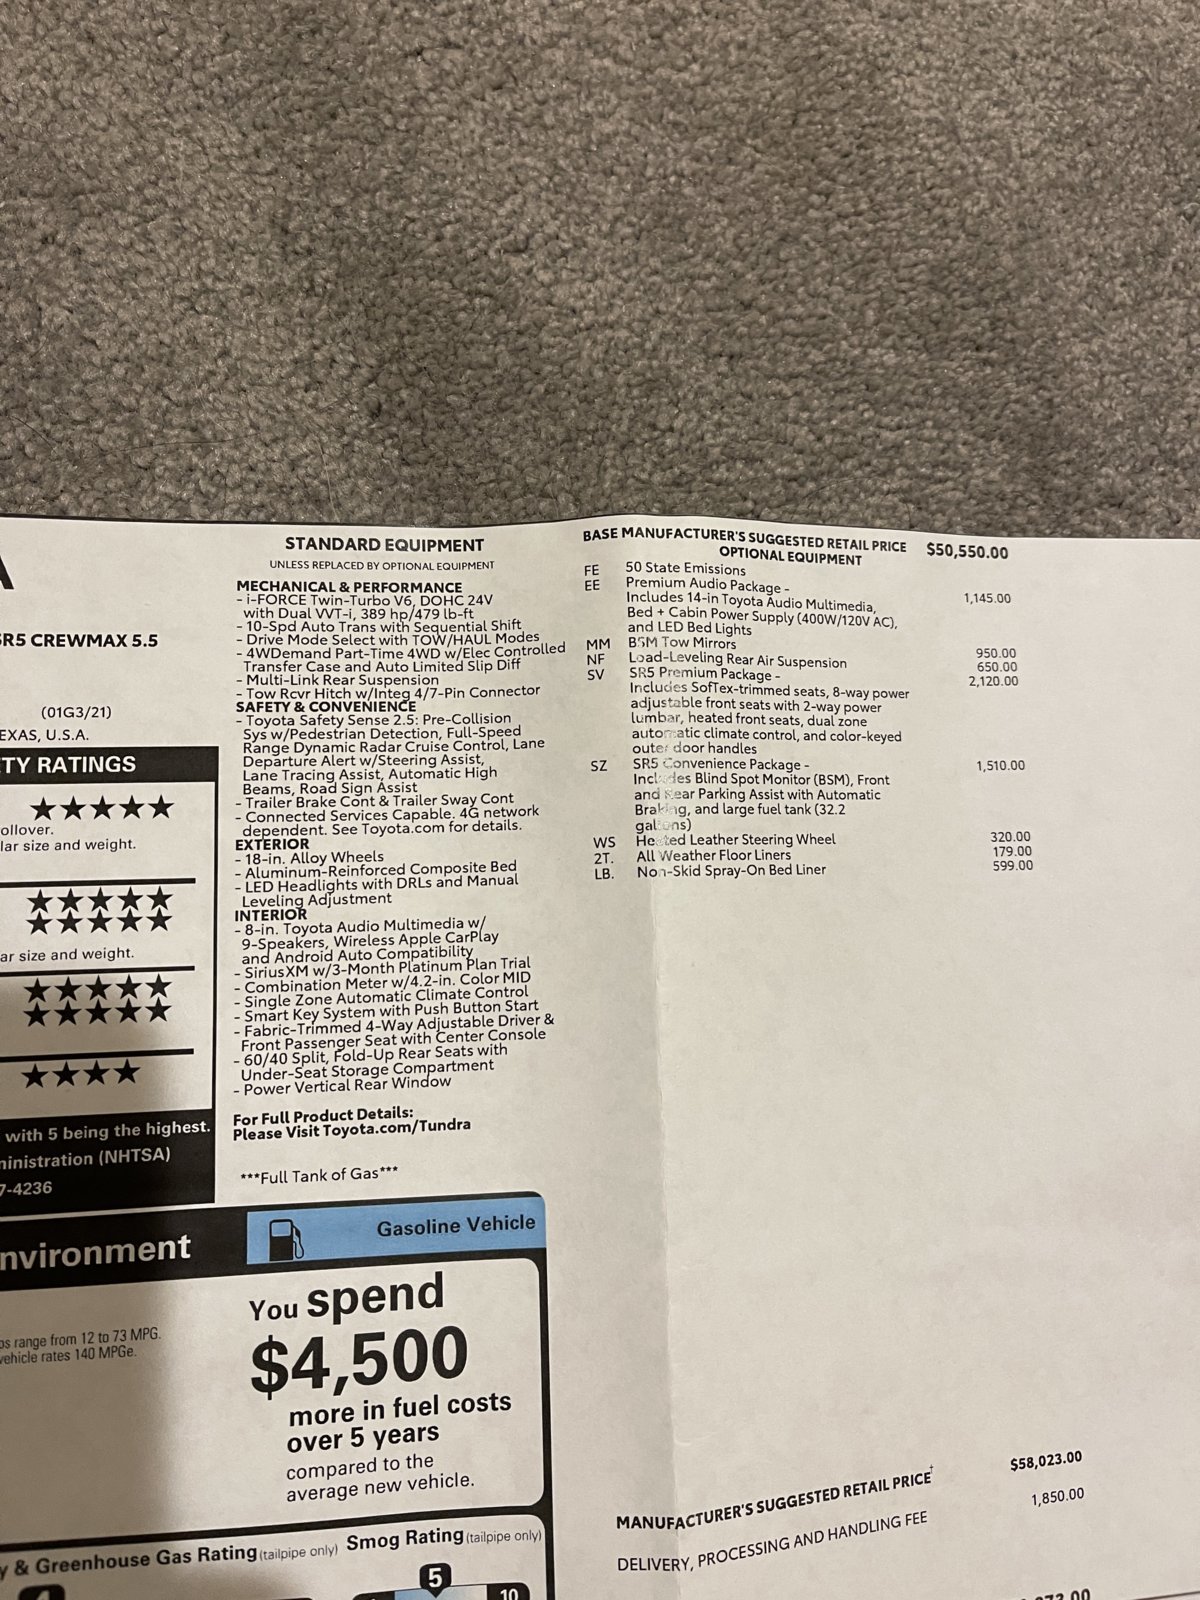 SR5 CREWMAX 5.5
(01G3/21)
EXAS, U.S.A.
TY RATINGS
★★★★★
ollover.
lar size and weight.
★★★★★
★★★★★
ar size and weight.
★★★★★
★★★★★
★★★★
with 5 being the highest.
ninistration (NHTSA)
7-4236
STANDARD EQUIPMENT
UNLESS REPLACED BY OPTIONAL EQUIPMENT
MECHANICAL & PERFORMANCE
- i-FORCE Twin-Turbo V6, DOHC 24V
with Dual VVT-i, 389 hp/479 lb-ft
- 10-Spd Auto Trans with Sequential Shift
- Drive Mode Select with TOW/HAUL Modes
- 4WDemand Part-Time 4WD w/Elec Controlled
Transfer Case and Auto Limited Slip Diff
- Multi-Link Rear Suspension
- Tow Rcvr Hitch w/Integ 4/7-Pin Connector
SAFETY & CONVENIENCE
- Toyota Safety Sense 2.5: Pre-Collision
Sys w/Pedestrian Detection, Full-Speed
Range Dynamic Radar Cruise Control, Lane
Departure Alert w/Steering Assist,
Lane Tracing Assist, Automatic High
Beams, Road Sign Assist
- Trailer Brake Cont & Trailer Sway Cont
- Connected Services Capable. 4G network
dependent. See Toyota.com for details.
EXTERIOR
- 18-in. Alloy Wheels
- Aluminum-Reinforced Composite Bed
- LED Headlights with DRLs and Manual
Leveling Adjustment
INTERIOR
- 8-in. Toyota Audio Multimedia w/
9-Speakers, Wireless Apple CarPlay
and Android Auto Compatibility
- SiriusXM w/3-Month Platinum Plan Trial
- Combination Meter w/4.2-in. Color MID
- Single Zone Automatic Climate Control
- Smart Key System with Push Button Start
- Fabric-Trimmed 4-Way Adjustable Driver &
Front Passenger Seat with Center Console
- 60/40 Split, Fold-Up Rear Seats with
Under-Seat Storage Compartment
- Power Vertical Rear Window
For Full Product Details:
Please Visit Toyota.com/Tundra
***Full Tank of Gas***
BASE MANUFACTURER'S SUGGESTED RETAIL PRICE $50,550.00
OPTIONAL EQUIPMENT
FE 50 State Emissions
EE Premium Audio Package - 1,145.00
Includes 14-in Toyota Audio Multimedia,
Bed + Cabin Power Supply (400W/120V AC),
and LED Bed Lights
MM BSM Tow Mirrors 950.00
NF Load-Leveling Rear Air Suspension 650.00
SV SR5 Premium Package - 2,120.00
Includes SofTex-trimmed seats, 8-way power
adjustable front seats with 2-way power
lumbar, heated front seats, dual zone
automatic climate control, and color-keyed
outer door handles
SZ SR5 Convenience Package - 1,510.00
Includes Blind Spot Monitor (BSM), Front
and Rear Parking Assist with Automatic
Braking, and large fuel tank (32.2
gallons)
WS Heated Leather Steering Wheel 320.00
2T. All Weather Floor Liners 179.00
LB. Non-Skid Spray-On Bed Liner 599.00
nvironment
Gasoline Vehicle
ps range from 12 to 73 MPG.
vehicle rates 140 MPGe.
You spend
$4,500
more in fuel costs
over 5 years
compared to the
average new vehicle.
y & Greenhouse Gas Rating (tailpipe only)
Smog Rating (tailpipe only)
5
10
MANUFACTURER'S SUGGESTED RETAIL PRICE† $58,023.00
DELIVERY, PROCESSING AND HANDLING FEE 1,850.00